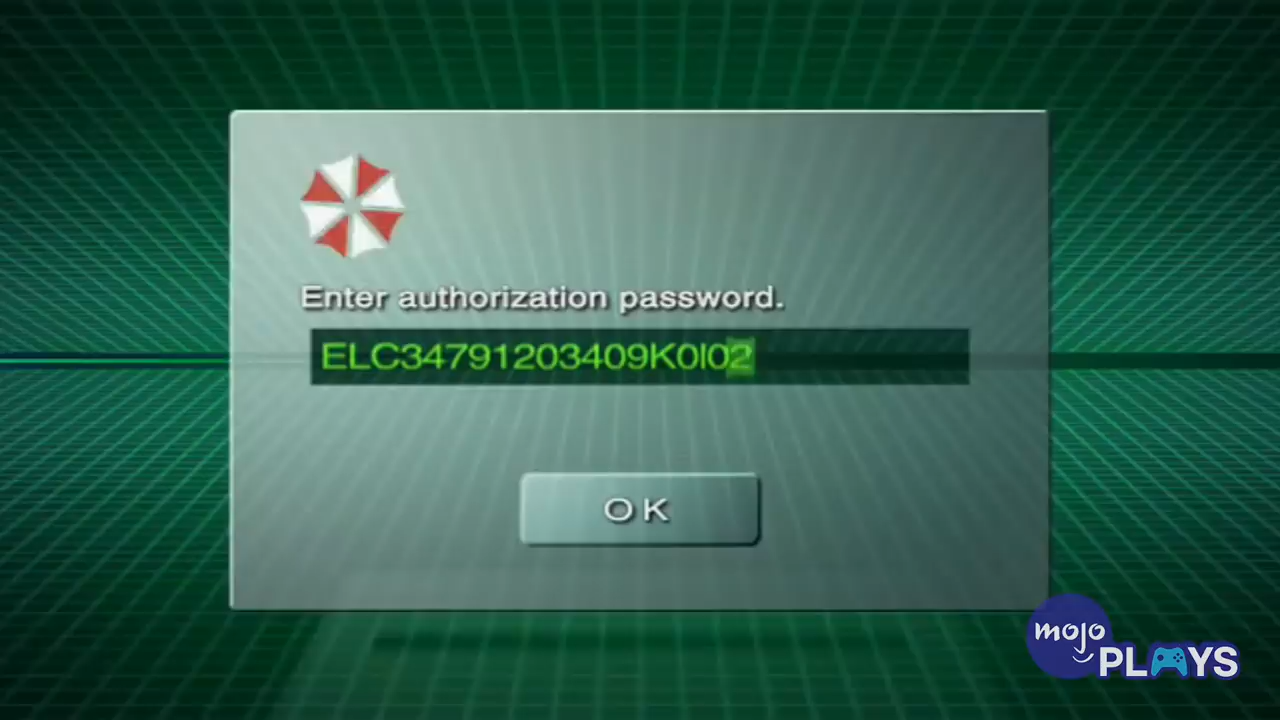 Enter authorization password.
ELC34791203409K0I02
OK
mojo
PLAYS